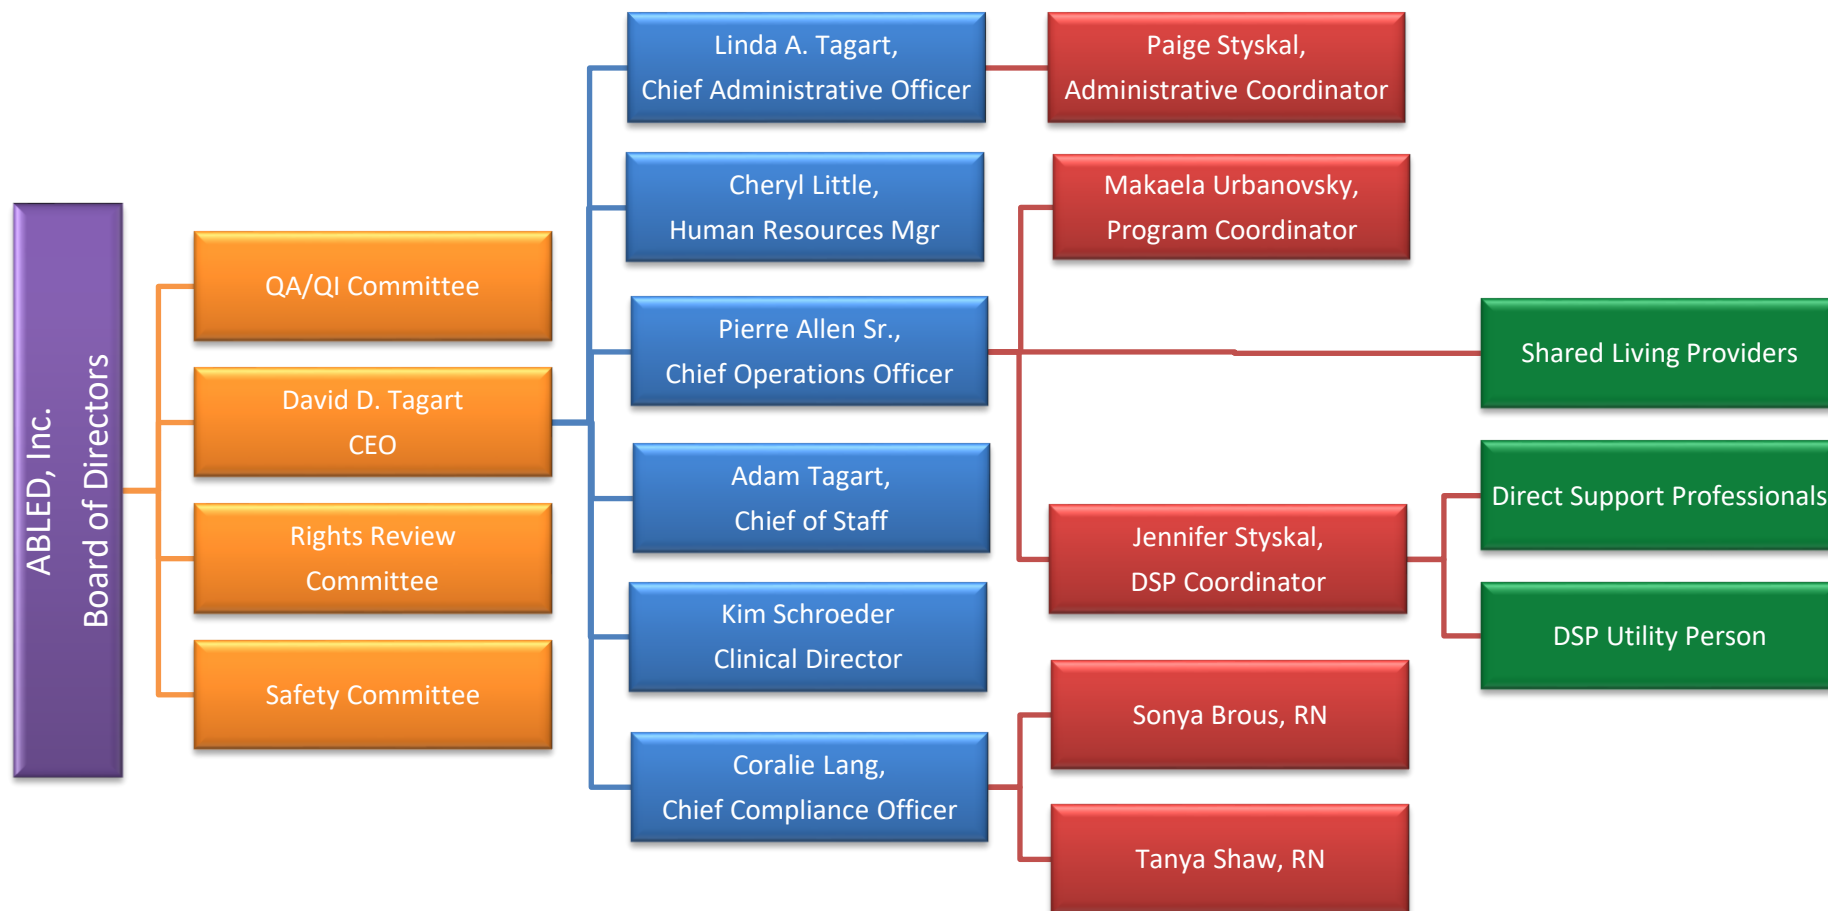 ABLED, Inc.
Board of Directors
QA/QI Committee
David D. Tagart
CEO
Rights Review
Committee
Safety Committee
Linda A. Tagart,
Chief Administrative Officer
Cheryl Little,
Human Resources Mgr
Pierre Allen Sr.,
Chief Operations Officer
Adam Tagart,
Chief of Staff
Kim Schroeder
Clinical Director
Coralie Lang,
Chief Compliance Officer
Paige Styskal,
Administrative Coordinator
Makaela Urbanovsky,
Program Coordinator
Jennifer Styskal,
DSP Coordinator
Sonya Brous, RN
Tanya Shaw, RN
Shared Living Providers
Direct Support Professionals
DSP Utility Person